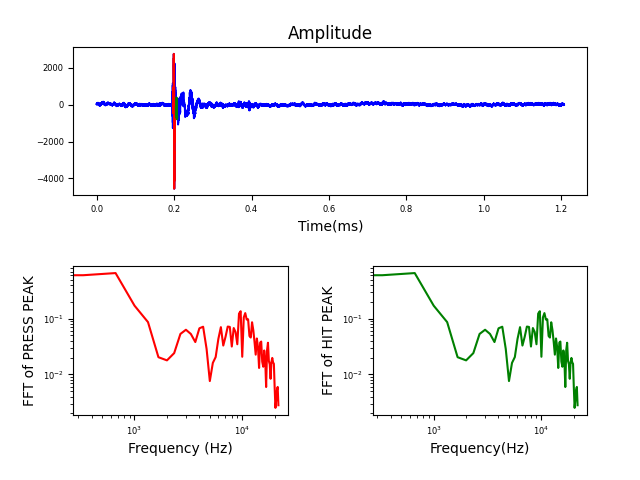 Amplitude
2000
0
−2000
−4000
0.0 0.2 0.4 0.6 0.8 1.0 1.2
Time(ms)
FFT of PRESS PEAK
10⁻¹
10⁻²
10³ 10⁴
Frequency (Hz)
FFT of HIT PEAK
10⁻¹
10⁻²
10³ 10⁴
Frequency(Hz)